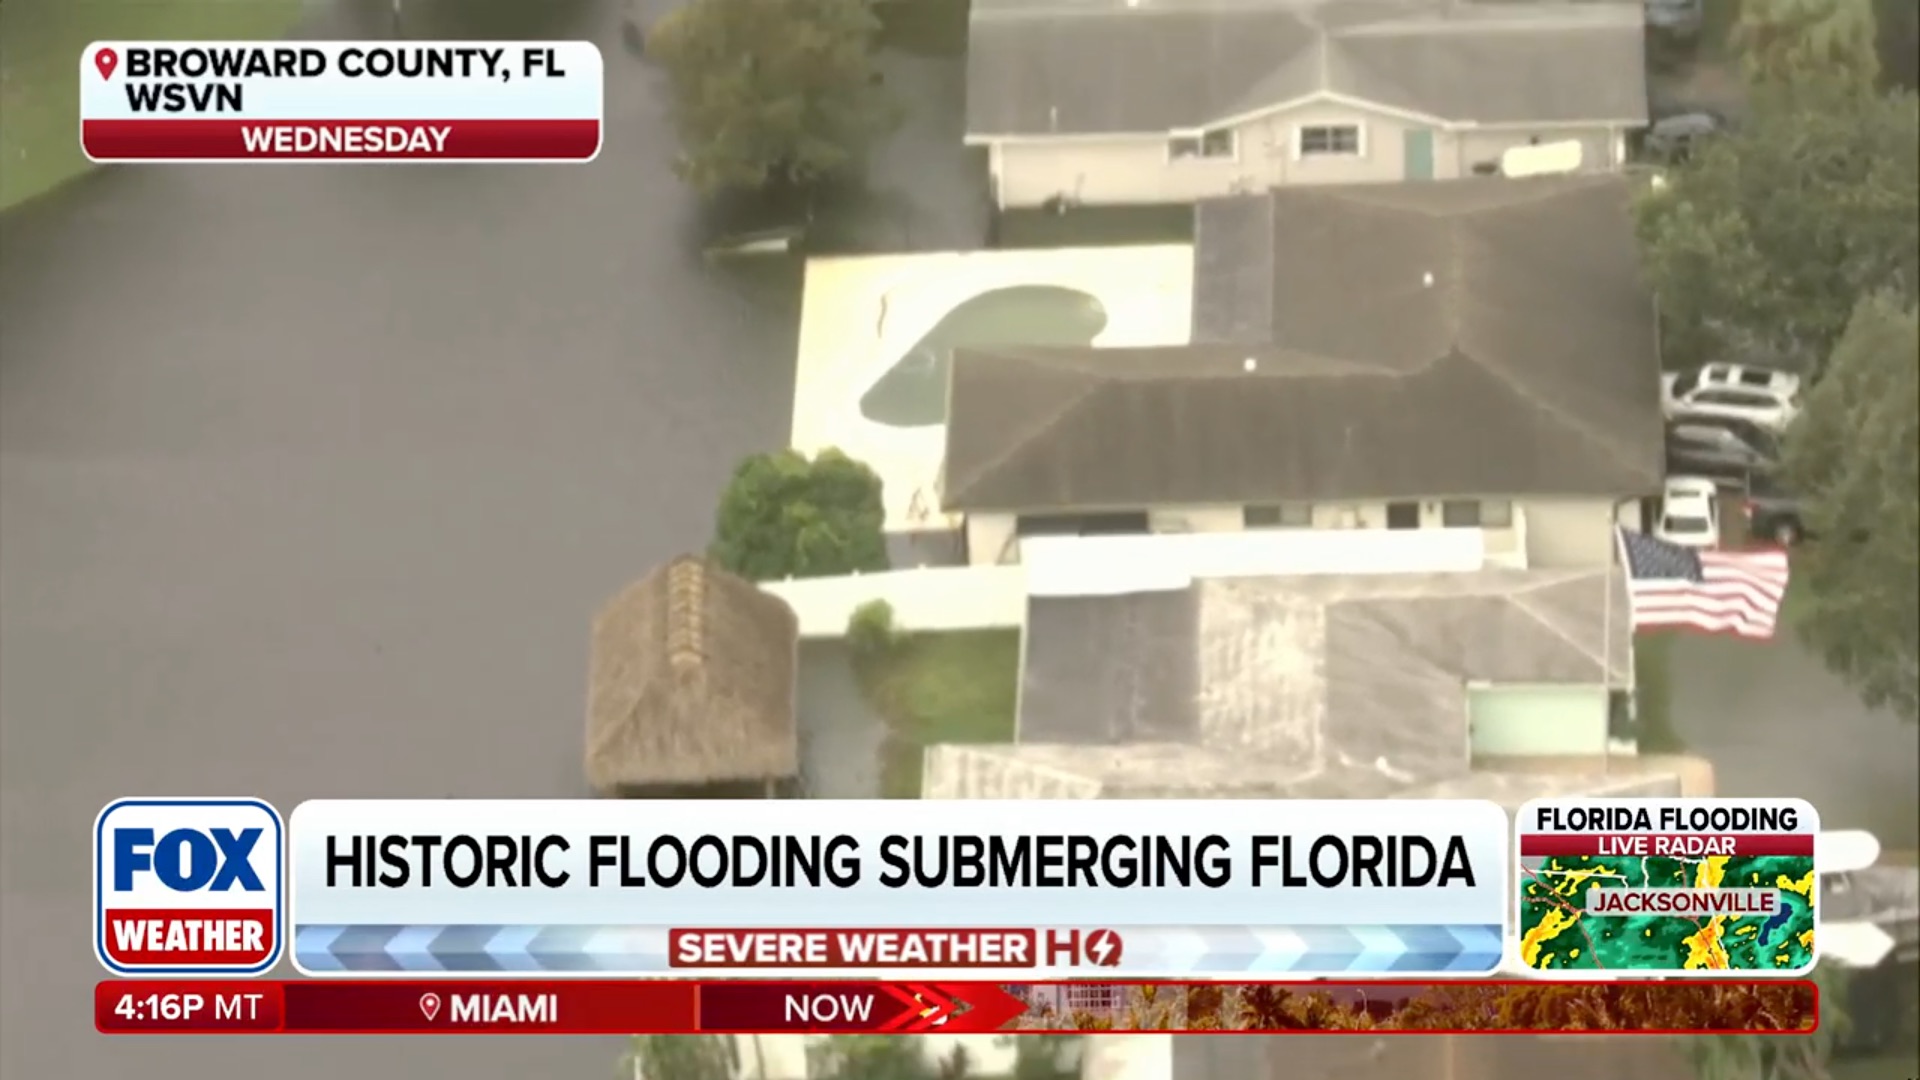 BROWARD COUNTY, FL
WSVN
WEDNESDAY
FOX
WEATHER
HISTORIC FLOODING SUBMERGING FLORIDA
SEVERE WEATHER HQ
FLORIDA FLOODING
LIVE RADAR
JACKSONVILLE
4:16P MT
MIAMI
NOW